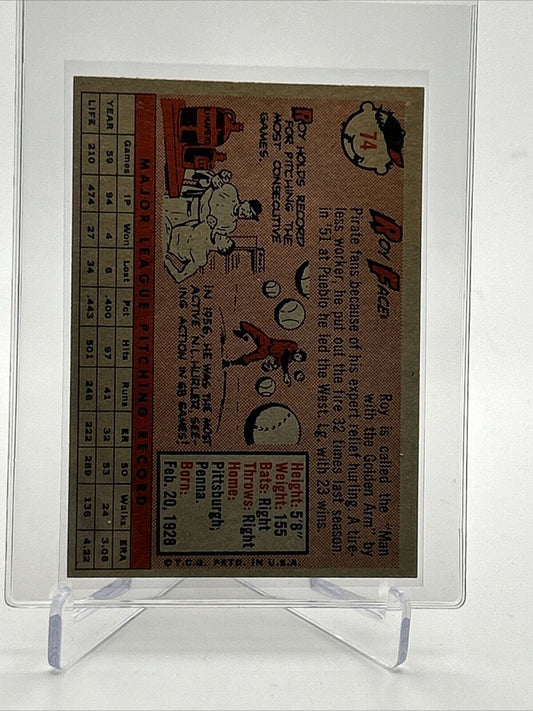 74
ROY FACE
Roy is called the "Man
with the Golden Arm" by
Pirate fans because of his expert relief hurling. A tire-
less worker, he put out the fire 32 times last season
in '51 at Pueblo he led the West. Lg. with 23 wins.
ROY HOLDS RECORD
FOR PITCHING THE
MOST CONSECUTIVE
GAMES.
LINIMENT
IN 1956, HE WAS THE MOST
ACTIVE N.L. HURLER, SEE-
ING ACTION IN 68 GAMES!
Height: 5'8"
Weight: 155
Bats: Right
Throws: Right
Home:
Pittsburgh,
Penna.
Born:
Feb. 20, 1928
MAJOR LEAGUE PITCHING RECORD
YEAR Games IP Won Lost Pct Hits Runs ER SO Walks ERA
59 94 4 6 .400 97 41 32 53 24 3.06
LIFE 210 474 27 34 .443 501 246 222 289 136 4.22
© T.C.G. PRTD. IN U.S.A.